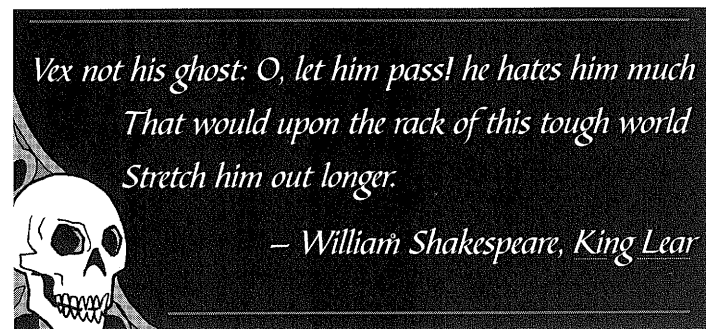 Vex not his ghost: O, let him pass! he hates him much
That would upon the rack of this tough world
Stretch him out longer.
– William Shakespeare, King Lear